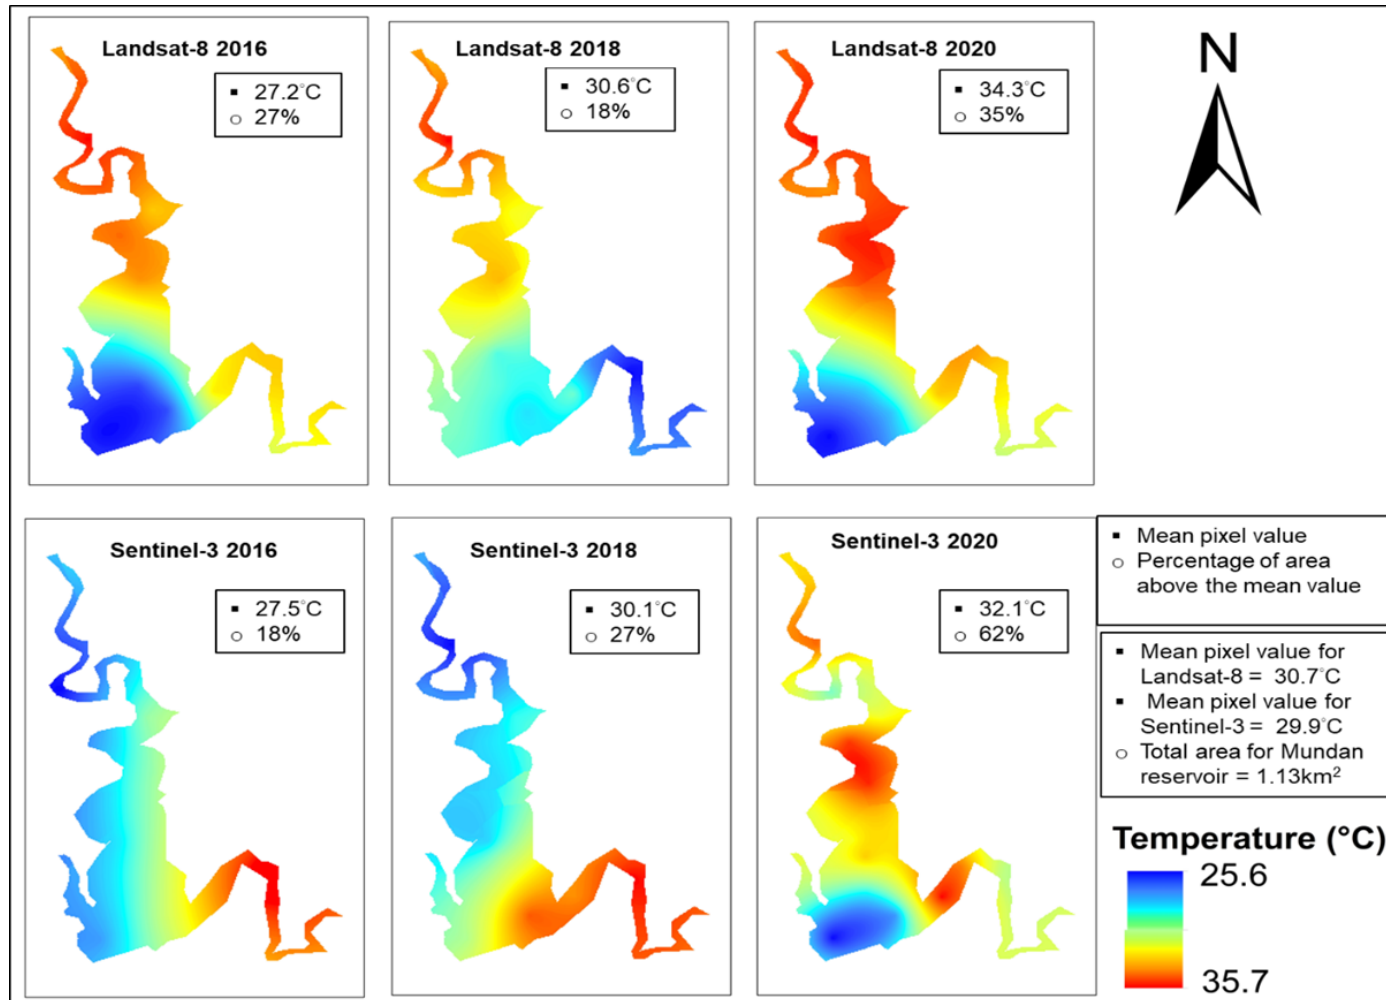 Landsat-8 2016
▪ 27.2°C
○ 27%
Landsat-8 2018
▪ 30.6°C
○ 18%
Landsat-8 2020
▪ 34.3°C
○ 35%
N
Sentinel-3 2016
▪ 27.5°C
○ 18%
Sentinel-3 2018
▪ 30.1°C
○ 27%
Sentinel-3 2020
▪ 32.1°C
○ 62%
▪ Mean pixel value
○ Percentage of area
above the mean value
▪ Mean pixel value for
Landsat-8 = 30.7°C
▪ Mean pixel value for
Sentinel-3 = 29.9°C
○ Total area for Mundan
reservoir = 1.13km²
Temperature (°C)
25.6
35.7